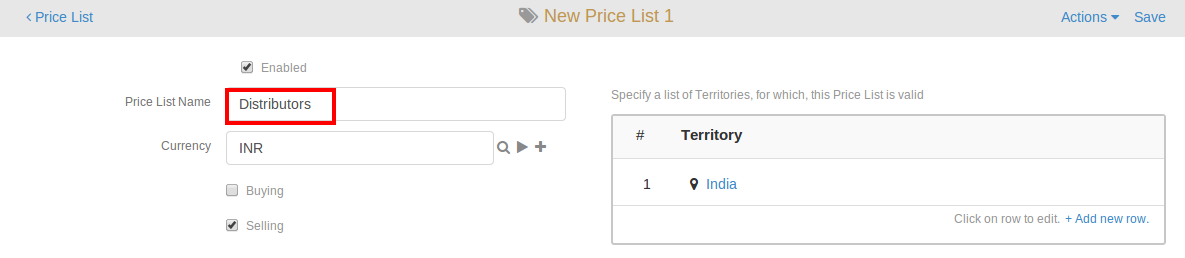 Price List
New Price List 1
Actions
Save
Enabled
Price List Name
Distributors
Currency
INR
Buying
Selling
Specify a list of Territories, for which, this Price List is valid
# Territory
1 India
Click on row to edit. + Add new row.